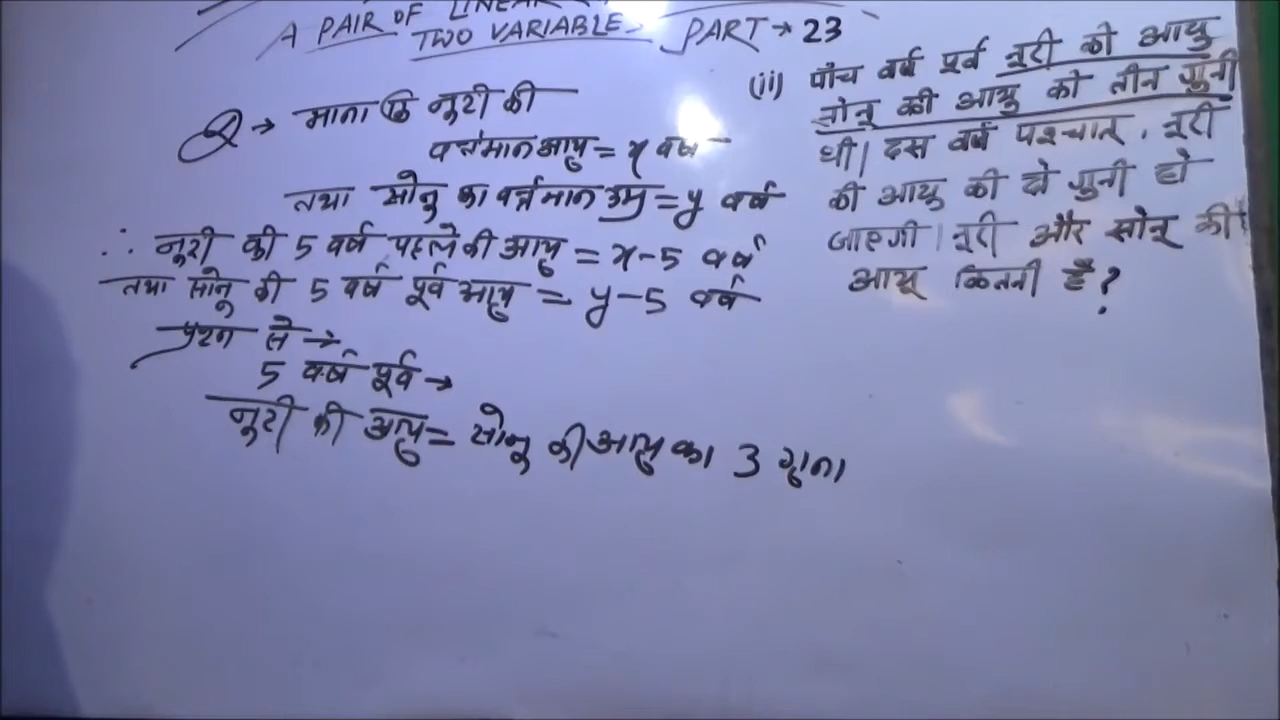 A PAIR OF LINEAR
TWO VARIABLE PART → 23
Q → माना कि नूरी की
वर्तमान आयु = x वर्ष
तथा सोनू का वर्तमान उम्र = y वर्ष
∴ नूरी की 5 वर्ष पहले की आयु = x-5 वर्ष
तथा सोनू की 5 वर्ष पूर्व आयु = y-5 वर्ष
प्रश्न से →
5 वर्ष पूर्व →
नूरी की आयु = सोनू की आयु का 3 गुना
(ii) पाँच वर्ष पूर्व नूरी की आयु
सोनू की आयु की तीन गुनी
थी। दस वर्ष पश्चात्, नूरी
की आयु की दो गुनी हो
जाएगी। नूरी और सोनू की
आयु कितनी है?